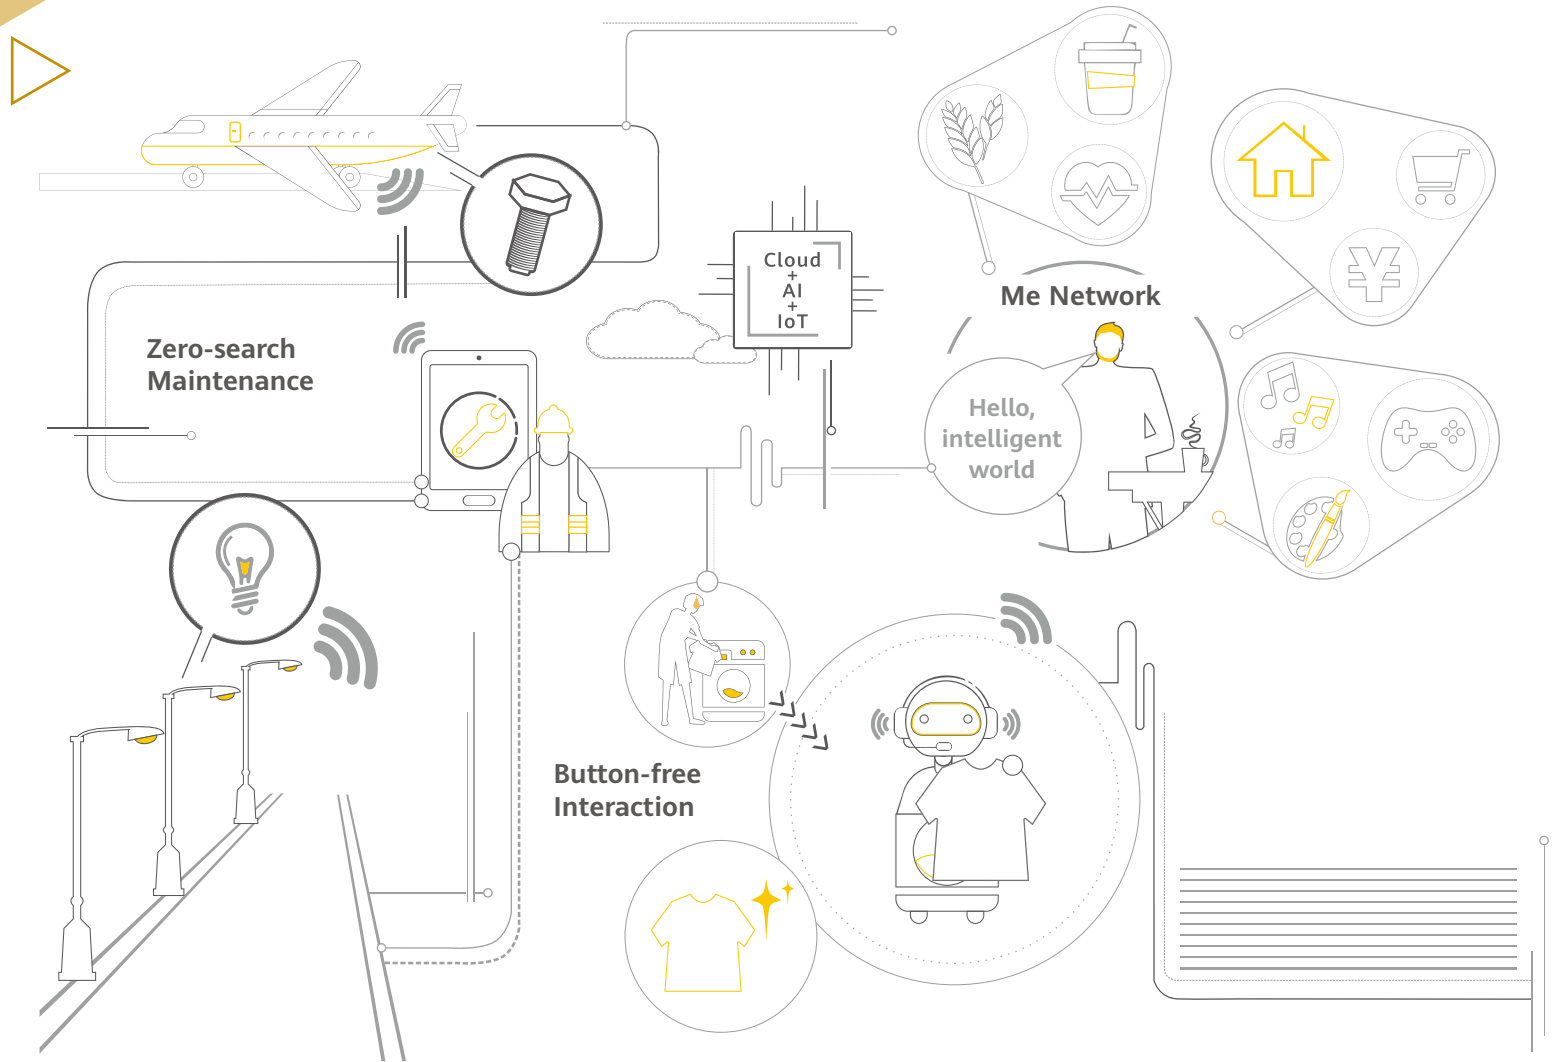 Cloud
+
AI
+
IoT
Me Network
Zero-search
Maintenance
Hello,
intelligent
world
Button-free
Interaction